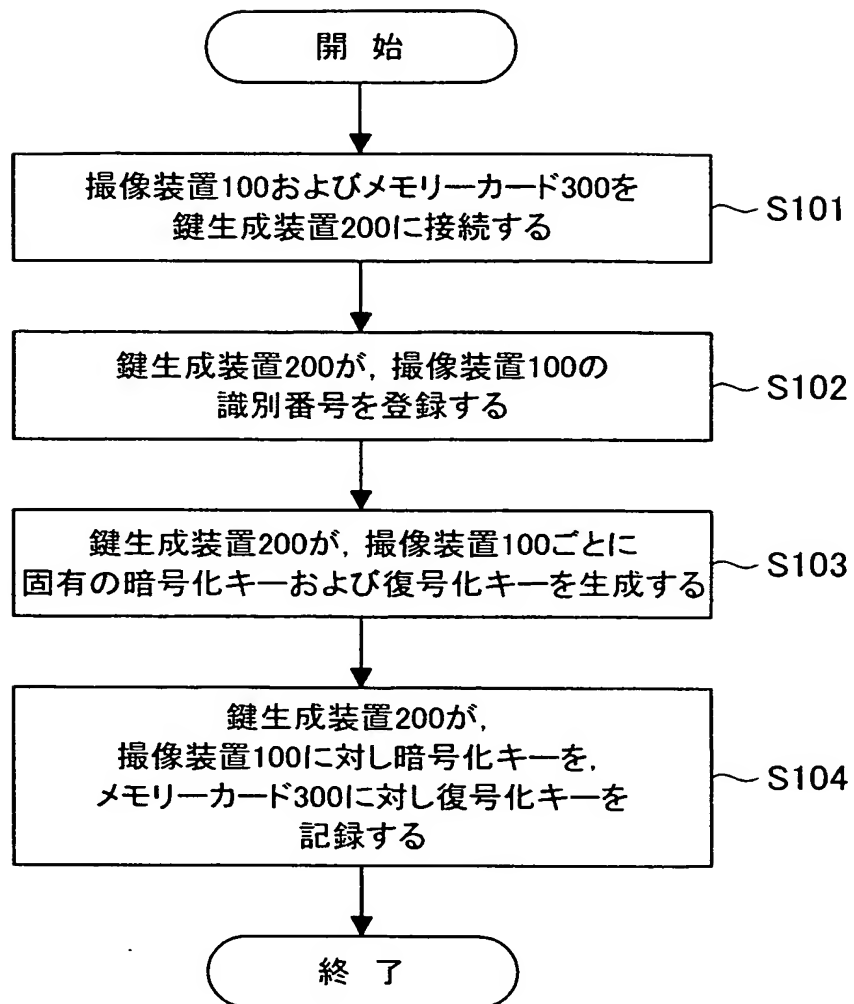 開 始
撮像装置100およびメモリーカード300を
鍵生成装置200に接続する
S101
鍵生成装置200が, 撮像装置100の
識別番号を登録する
S102
鍵生成装置200が, 撮像装置100ごとに
固有の暗号化キーおよび復号化キーを生成する
S103
鍵生成装置200が,
撮像装置100に対し暗号化キーを,
メモリーカード300に対し復号化キーを
記録する
S104
終 了